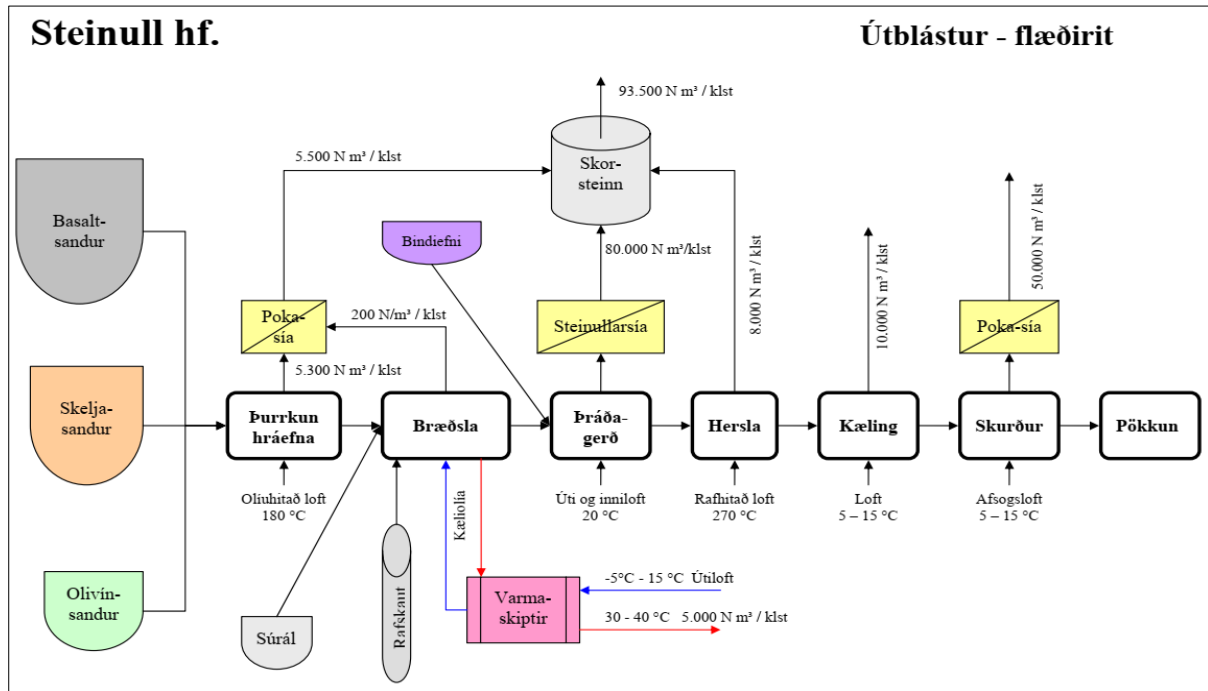 Steinull hf.
Útblástur - flæðirit
93.500 N m³ / klst
5.500 N m³ / klst
Skor-
steinn
Basalt-
sandur
Bindiefni
80.000 N m³/klst
8.000 N m³ / klst
10.000 N m³ / klst
50.000 N m³ / klst
Poka-
sía
200 N/m³ / klst
Steinullarsía
Poka-sía
5.300 N m³ / klst
Skelja-
sandur
Þurrkun
hráefna
Bræðsla
Þráða-
gerð
Hersla
Kæling
Skurður
Pökkun
Olíuhitað loft
180 °C
Kæliolía
Úti og inniloft
20 °C
Rafhitað loft
270 °C
Loft
5 – 15 °C
Afsogsloft
5 – 15 °C
Olivín-
sandur
Súrál
Rafskaut
Varma-
skiptir
-5°C - 15 °C Útiloft
30 - 40 °C 5.000 N m³ / klst